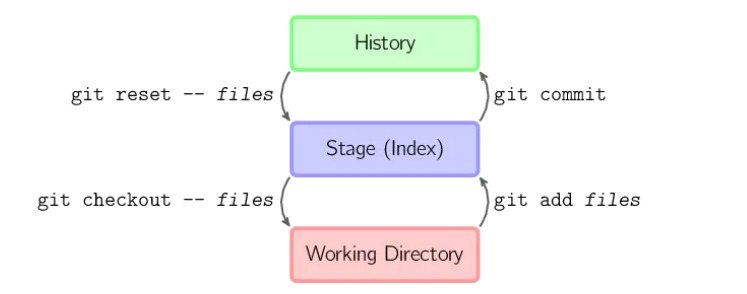 History
git reset -- files
git commit
Stage (Index)
git checkout -- files
git add files
Working Directory